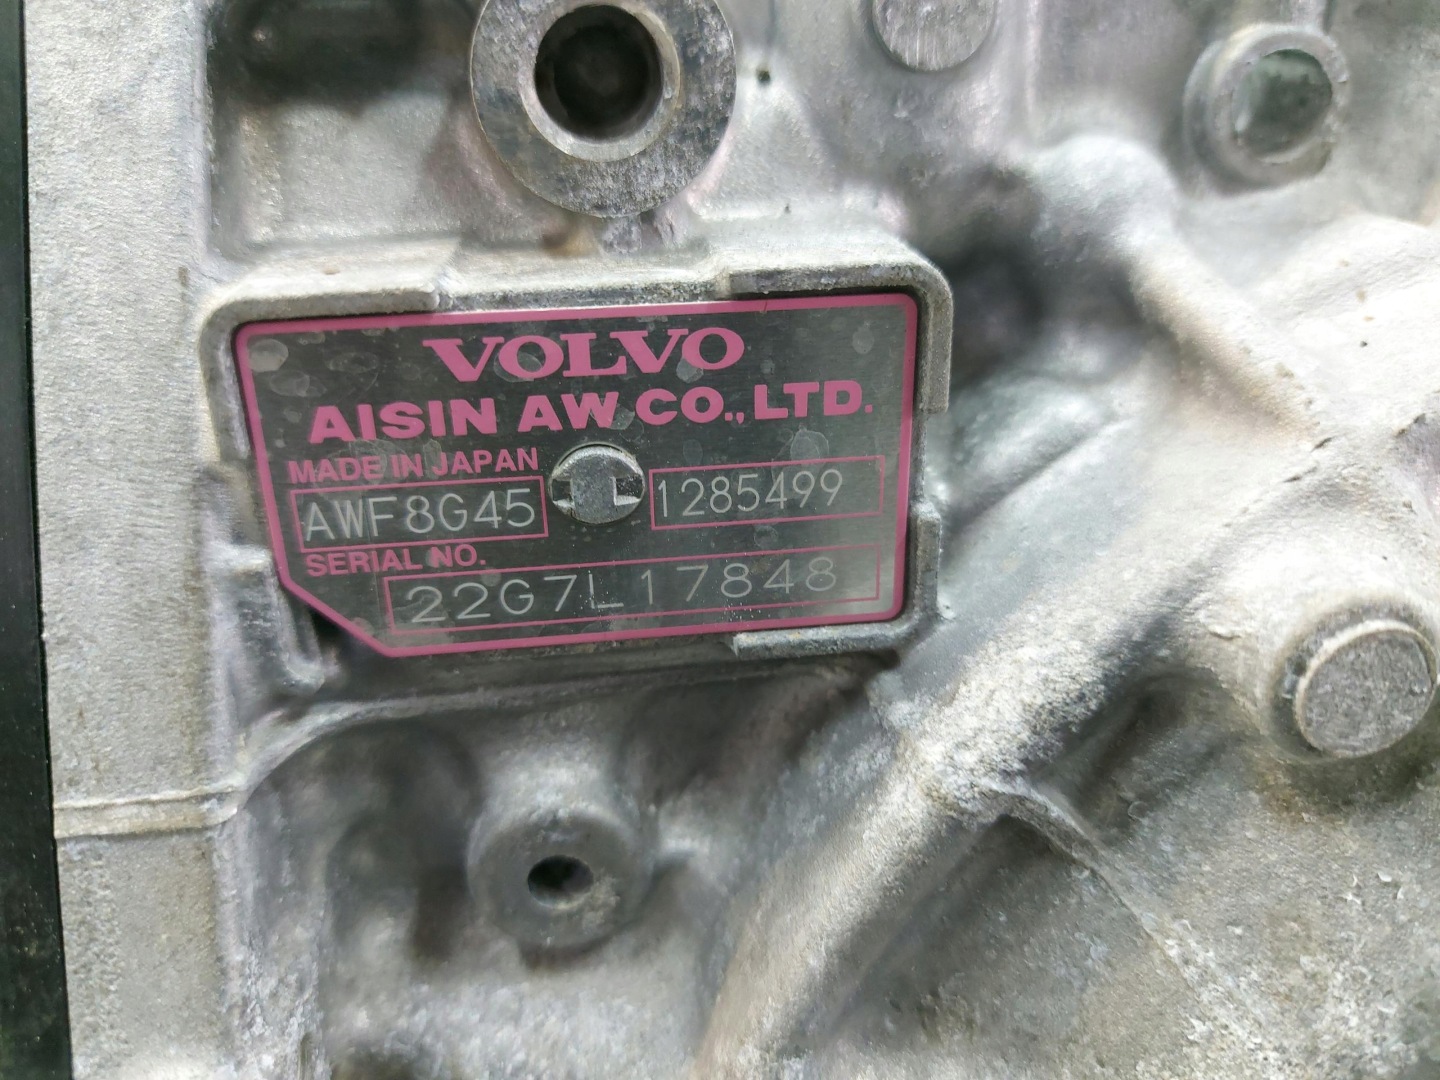 VOLVO
AISIN AW CO., LTD.
MADE IN JAPAN
AWF8G45 1285499
SERIAL NO.
22G7L17848